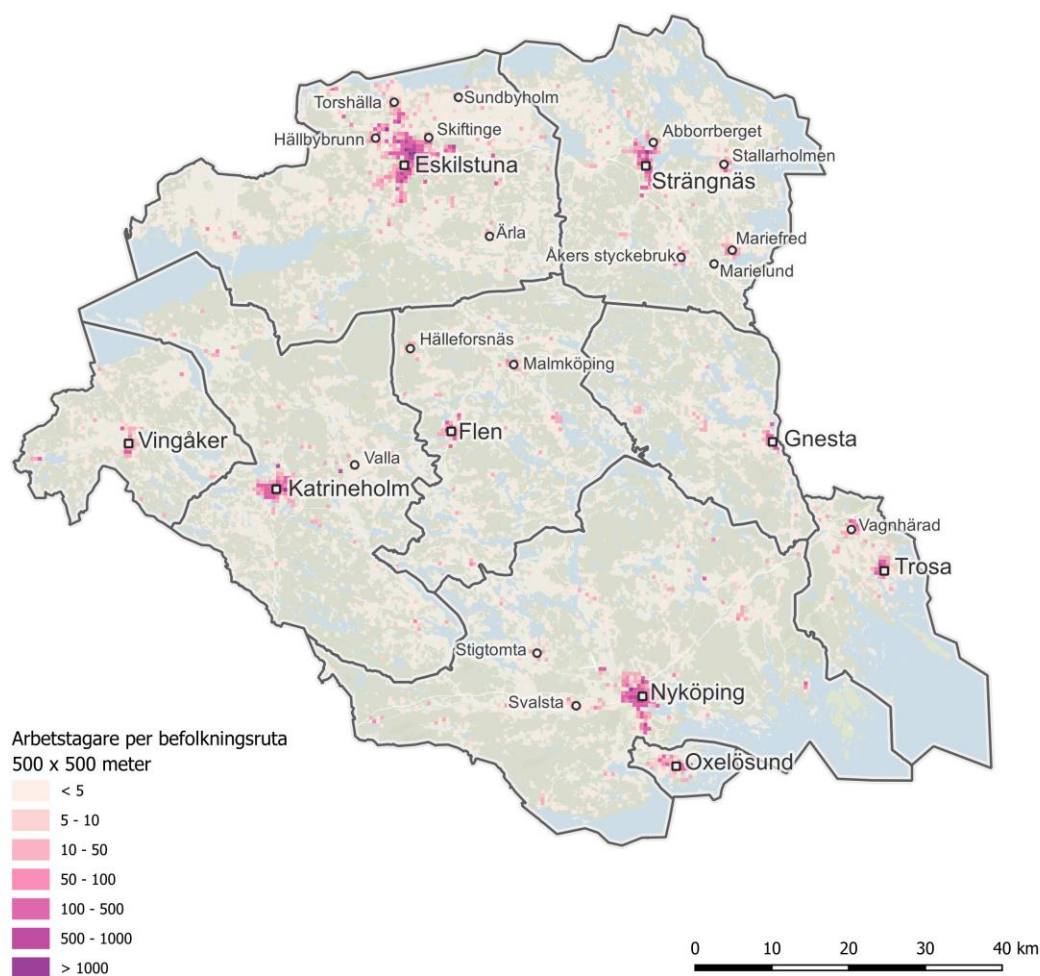 Torshälla
Sundbyholm
Hällbybrunn
Skiftinge
Eskilstuna
Abborrberget
Stallarholmen
Strängnäs
Ärla
Mariefred
Åkers styckebruk
Marielund
Hälleforsnäs
Malmköping
Vingåker
Flen
Gnesta
Valla
Katrineholm
Vagnhärad
Trosa
Stigtomta
Svalsta
Nyköping
Oxelösund
Arbetstagare per befolkningsruta
500 x 500 meter
< 5
5 - 10
10 - 50
50 - 100
100 - 500
500 - 1000
> 1000
0 10 20 30 40 km